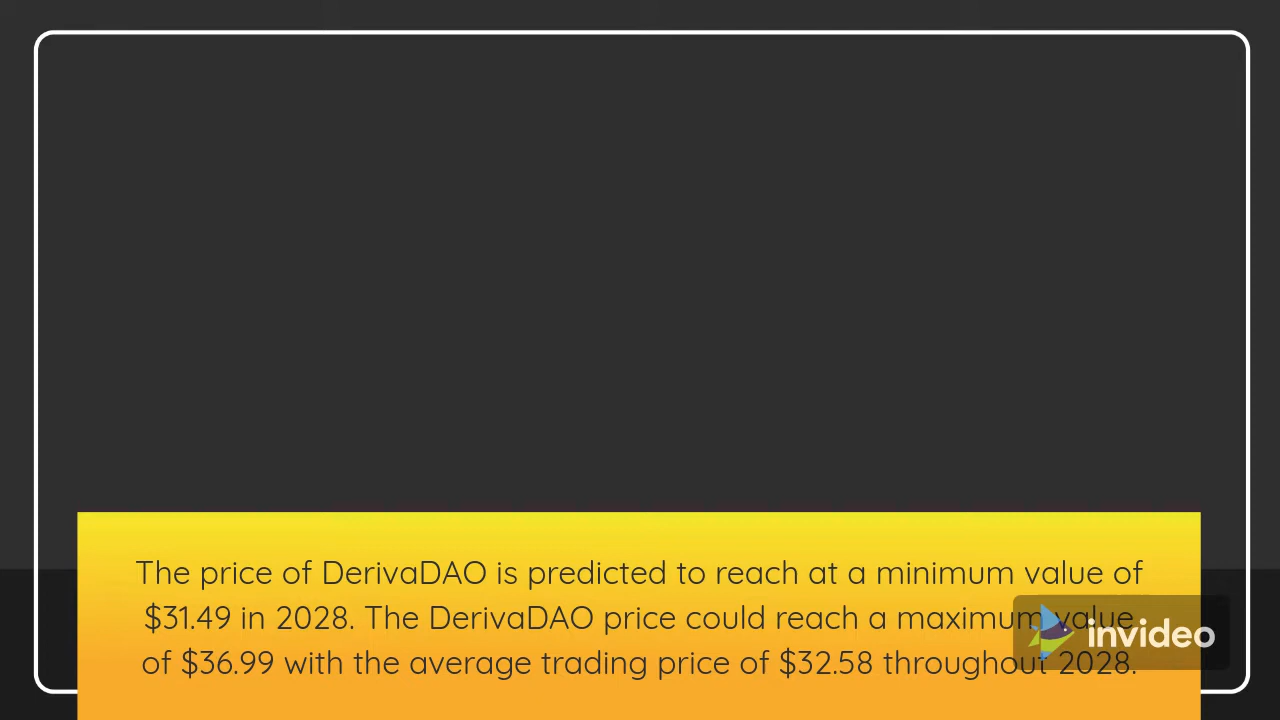 The price of DerivaDAO is predicted to reach at a minimum value of
$31.49 in 2028. The DerivaDAO price could reach a maximum value
of $36.99 with the average trading price of $32.58 throughout 2028.
invideo